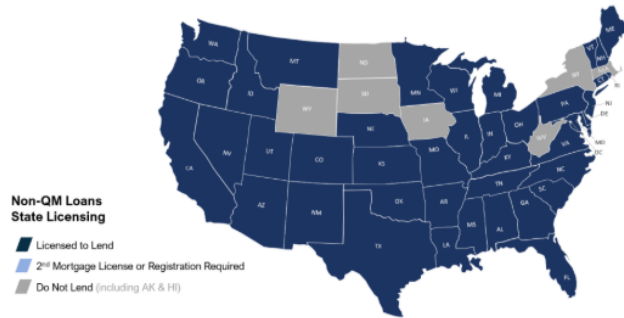 WA
MT
ND
ME
VT
NH
OR
ID
WY
SD
MN
WI
MI
NY
MA
CT
RI
NV
UT
CO
NE
IA
IL
IN
OH
PA
NJ
DE
MD
DC
CA
KS
MO
KY
WV
VA
AZ
NM
OK
AR
TN
NC
SC
TX
LA
MS
AL
GA
FL
Non-QM Loans
State Licensing
Licensed to Lend
2nd Mortgage License or Registration Required
Do Not Lend (including AK & HI)